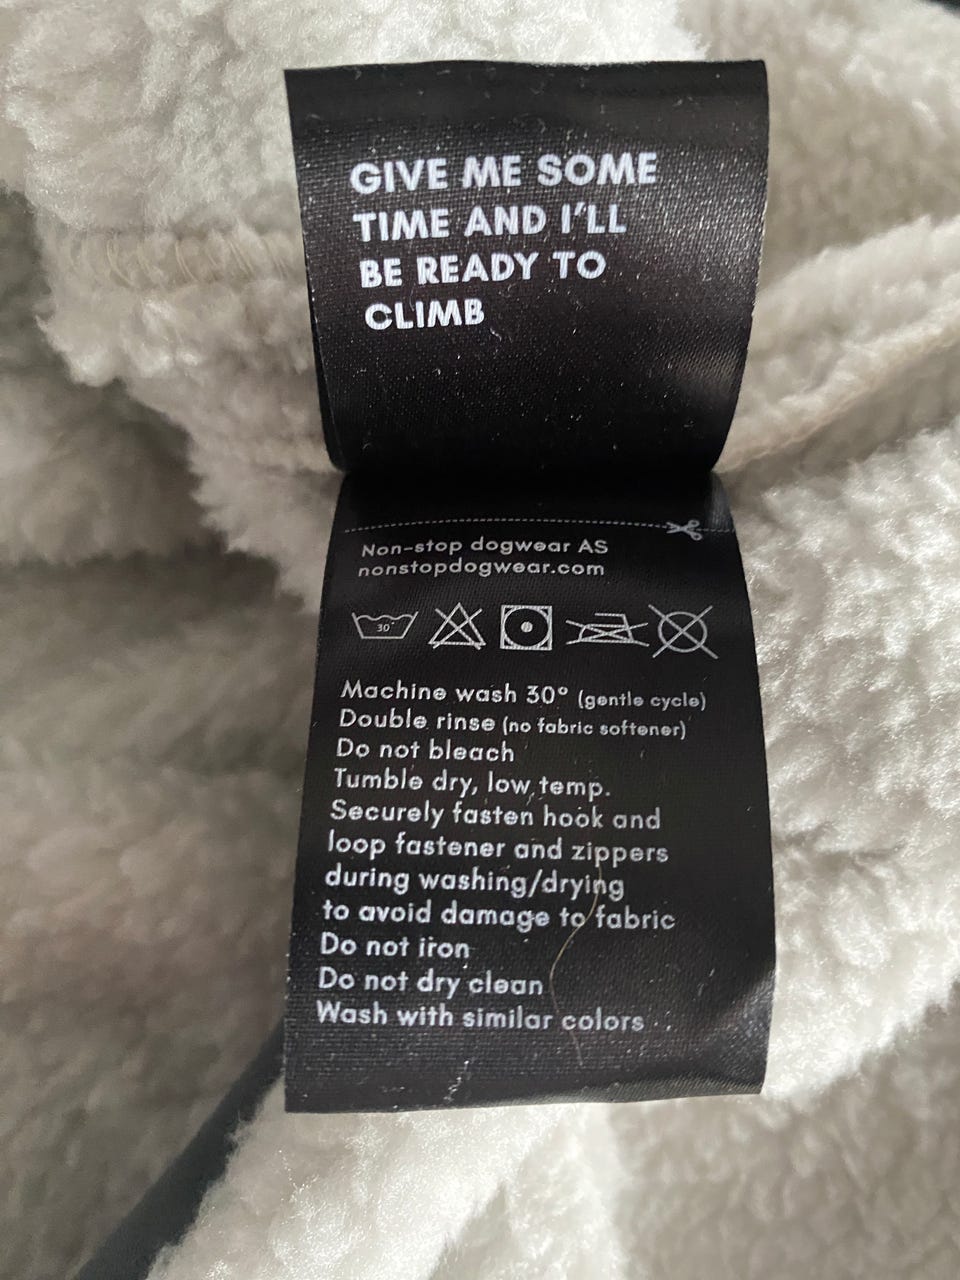 GIVE ME SOME
TIME AND I'LL
BE READY TO
CLIMB
Non-stop dogwear AS
nonstopdogwear.com
30°
Machine wash 30° (gentle cycle)
Double rinse (no fabric softener)
Do not bleach
Tumble dry, low temp.
Securely fasten hook and
loop fastener and zippers
during washing/drying
to avoid damage to fabric
Do not iron
Do not dry clean
Wash with similar colors